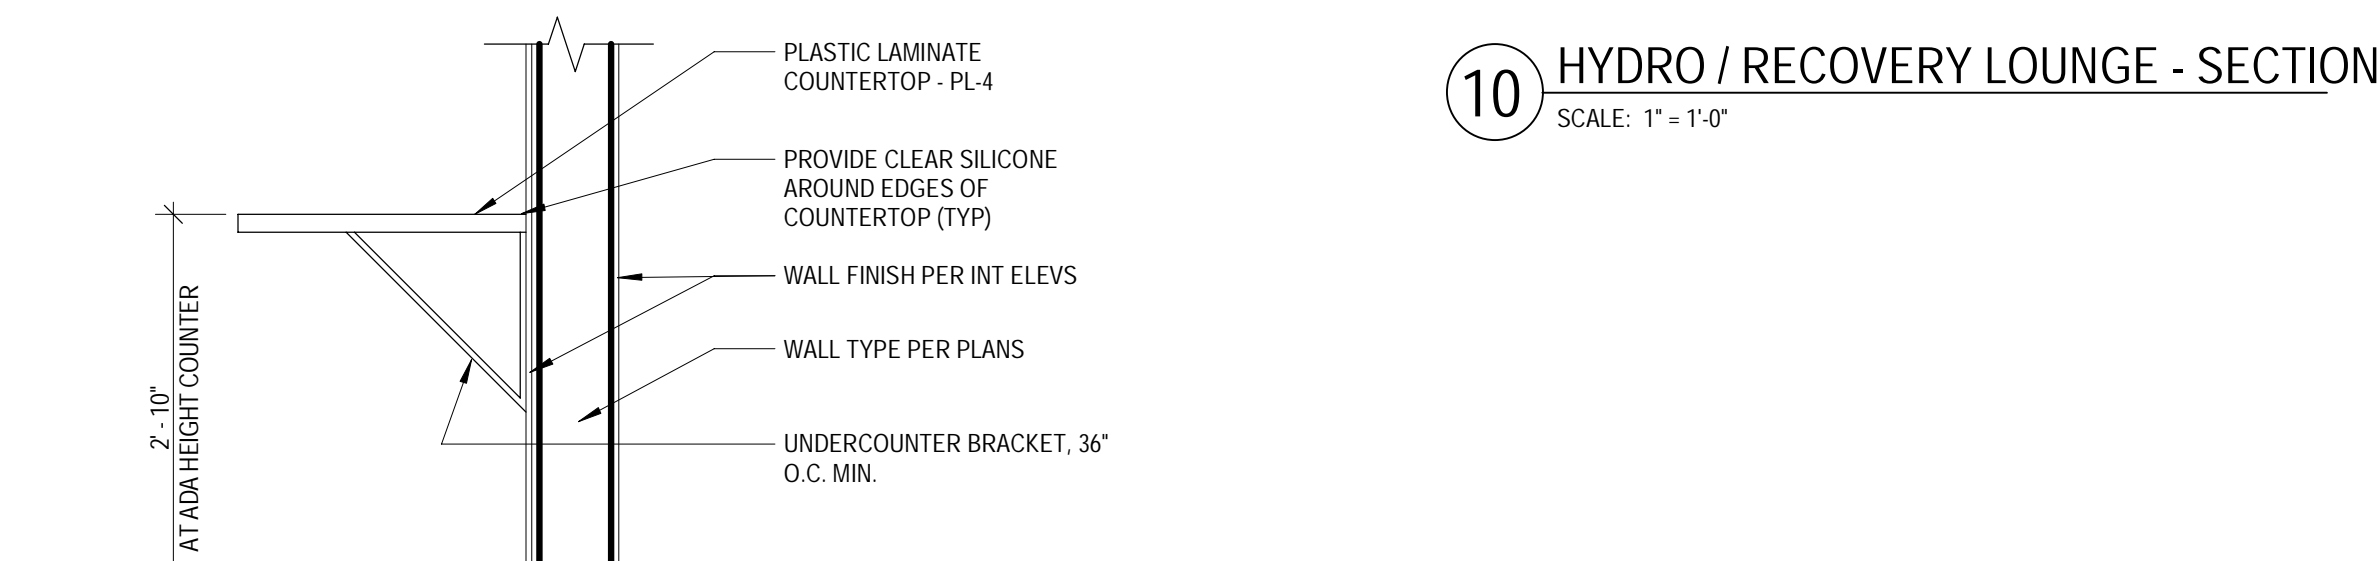 PLASTIC LAMINATE
COUNTERTOP - PL-4
PROVIDE CLEAR SILICONE
AROUND EDGES OF
COUNTERTOP (TYP)
WALL FINISH PER INT ELEVS
WALL TYPE PER PLANS
UNDERCOUNTER BRACKET, 36"
O.C. MIN.
2' - 10"
AT ADA HEIGHT COUNTER
10
HYDRO / RECOVERY LOUNGE - SECTION
SCALE: 1" = 1'-0"